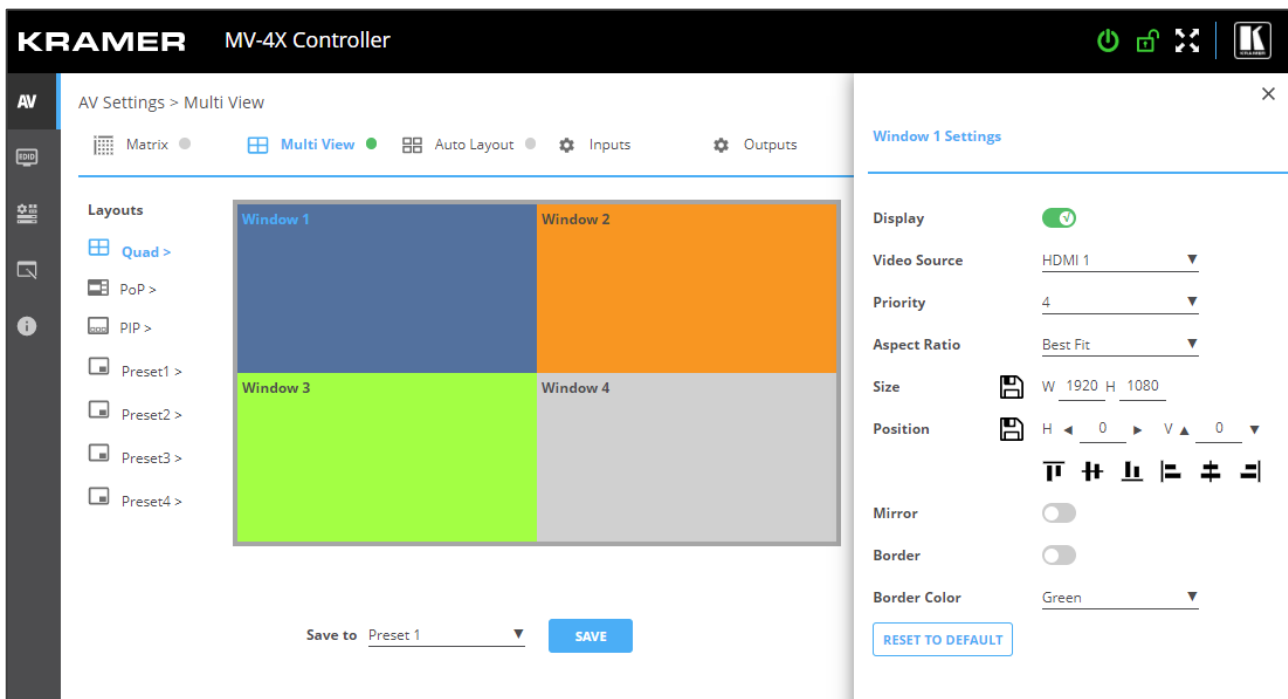 KRAMER MV-4X Controller
KRAMER
AV
AV Settings > Multi View
Matrix Multi View Auto Layout Inputs Outputs
EDID
Layouts
Quad >
PoP >
PIP >
Preset1 >
Preset2 >
Preset3 >
Preset4 >
Window 1
Window 2
Window 3
Window 4
Save to Preset 1 SAVE
Window 1 Settings
Display
Video Source HDMI 1
Priority 4
Aspect Ratio Best Fit
Size W 1920 H 1080
Position H 0 V 0
Mirror
Border
Border Color Green
RESET TO DEFAULT